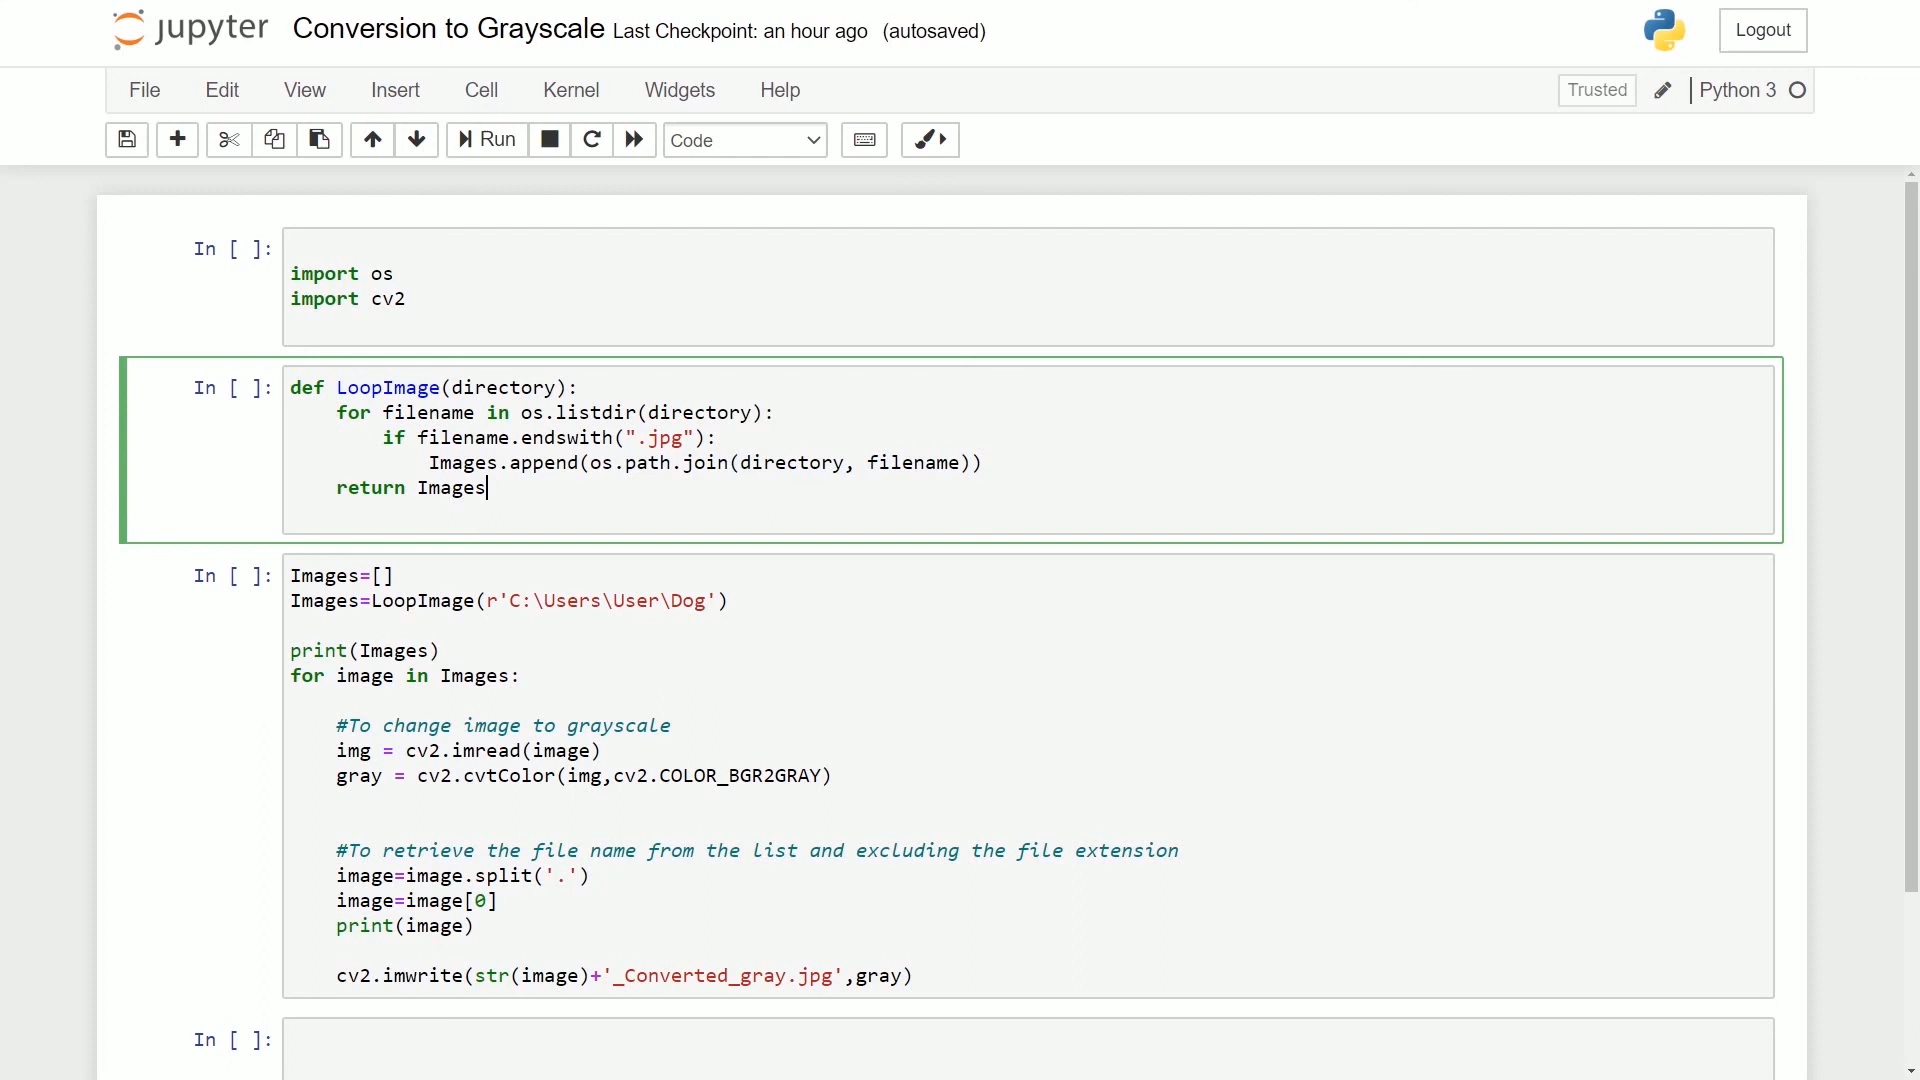 jupyter Conversion to Grayscale Last Checkpoint: an hour ago (autosaved) Logout
File Edit View Insert Cell Kernel Widgets Help Trusted Python 3
Run Code
In [ ]:
import os
import cv2
In [ ]: def LoopImage(directory):
    for filename in os.listdir(directory):
        if filename.endswith(".jpg"):
            Images.append(os.path.join(directory, filename))
    return Images
In [ ]: Images=[]
Images=LoopImage(r'C:\Users\User\Dog')
print(Images)
for image in Images:
    #To change image to grayscale
    img = cv2.imread(image)
    gray = cv2.cvtColor(img,cv2.COLOR_BGR2GRAY)
    #To retrieve the file name from the list and excluding the file extension
    image=image.split('.')
    image=image[0]
    print(image)
    cv2.imwrite(str(image)+'_Converted_gray.jpg',gray)
In [ ]: